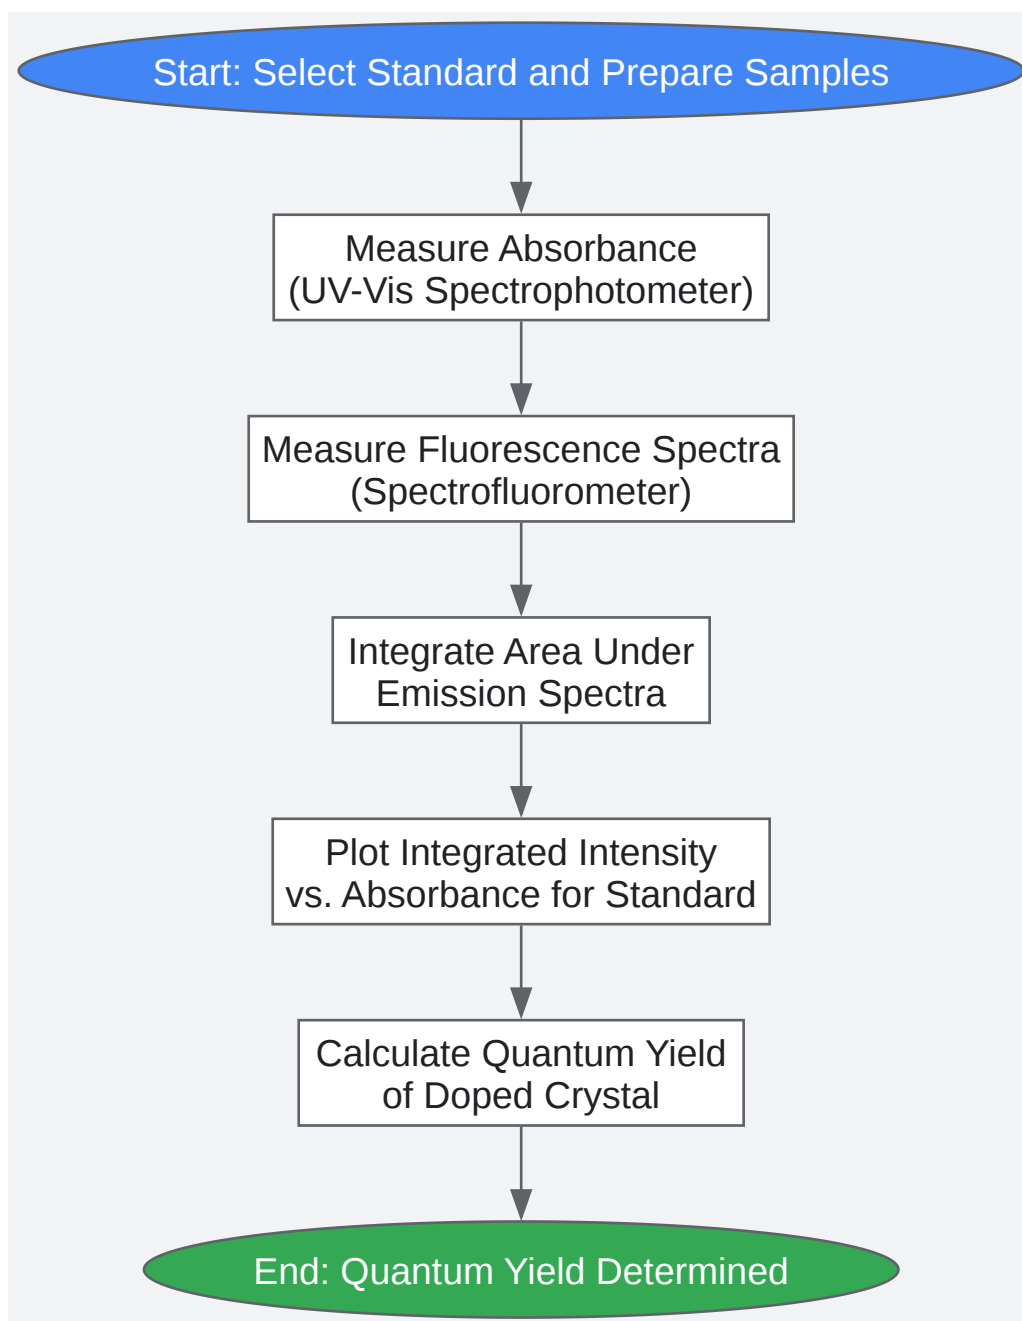 Start: Select Standard and Prepare Samples
Measure Absorbance
(UV-Vis Spectrophotometer)
Measure Fluorescence Spectra
(Spectrofluorometer)
Integrate Area Under
Emission Spectra
Plot Integrated Intensity
vs. Absorbance for Standard
Calculate Quantum Yield
of Doped Crystal
End: Quantum Yield Determined